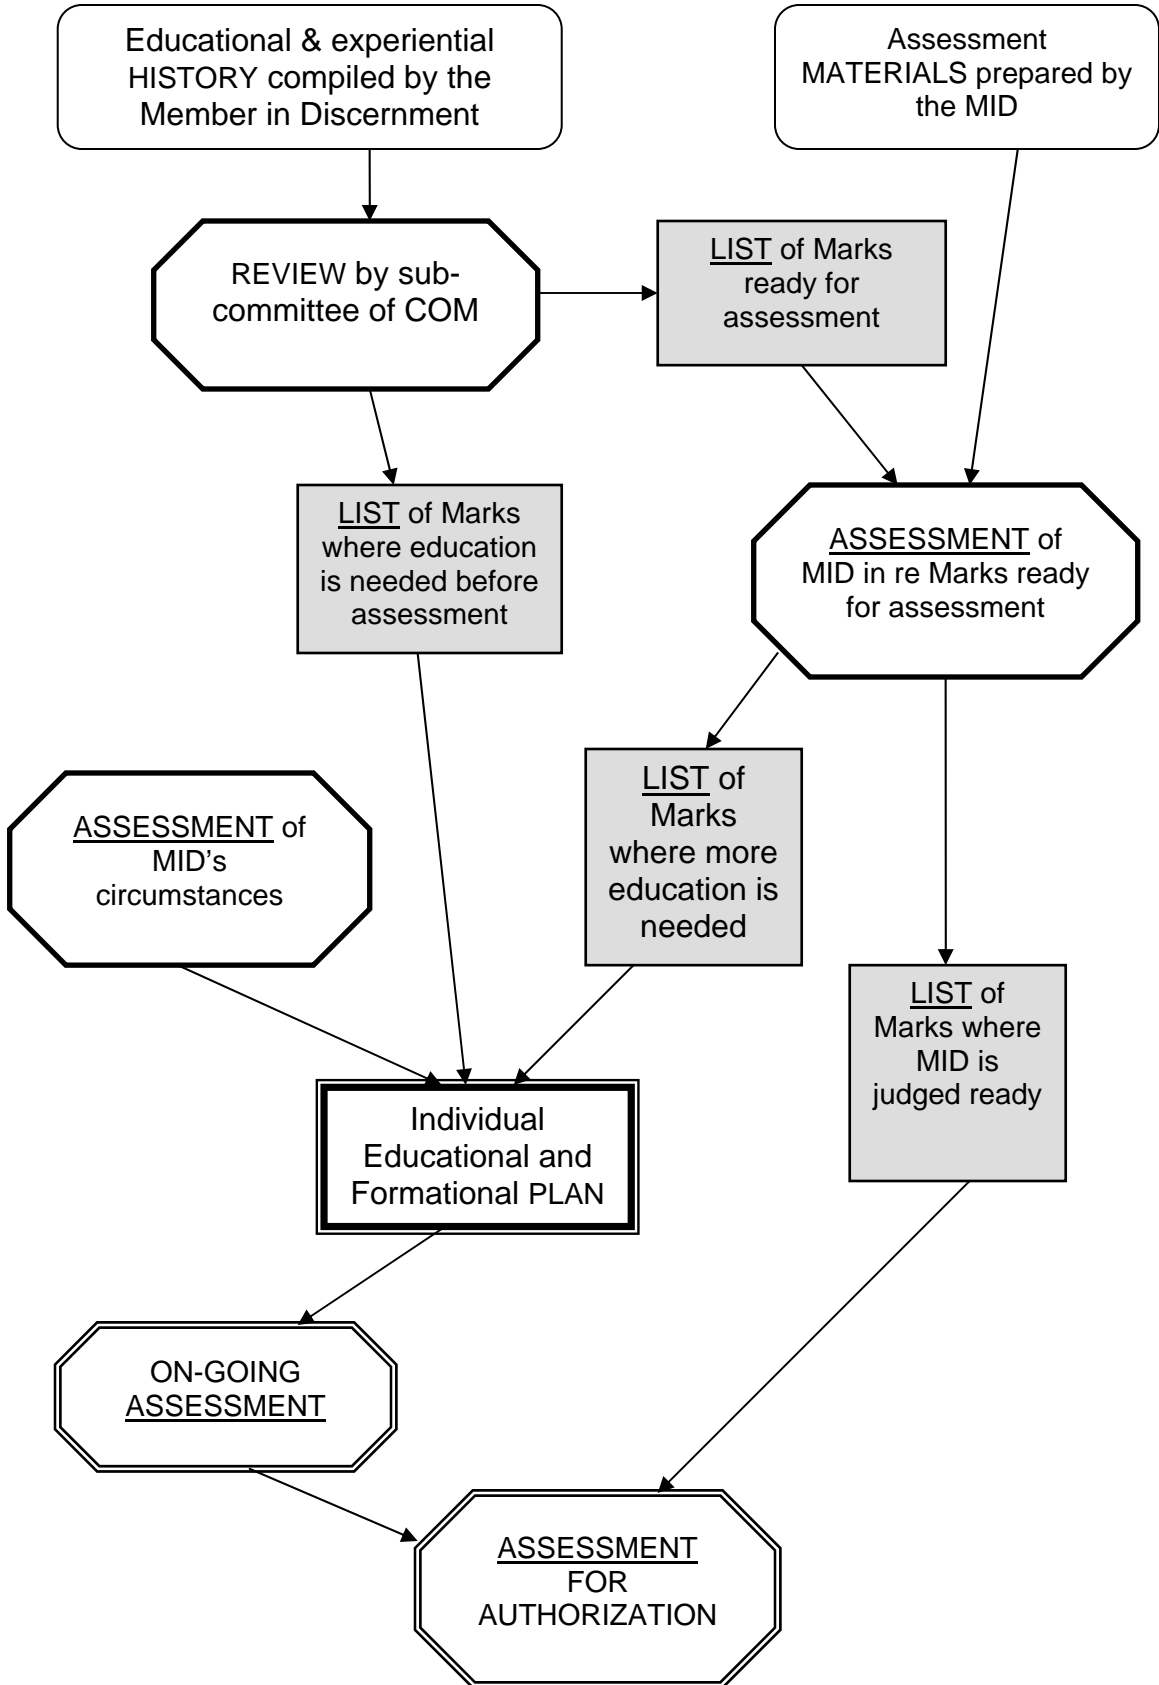 Educational & experiential
HISTORY compiled by the
Member in Discernment
Assessment
MATERIALS prepared by
the MID
REVIEW by sub-
committee of COM
LIST of Marks
ready for
assessment
LIST of Marks
where education
is needed before
assessment
ASSESSMENT of
MID in re Marks ready
for assessment
ASSESSMENT of
MID’s
circumstances
LIST of
Marks
where more
education is
needed
LIST of
Marks where
MID is
judged ready
Individual
Educational and
Formational PLAN
ON-GOING
ASSESSMENT
ASSESSMENT
FOR
AUTHORIZATION